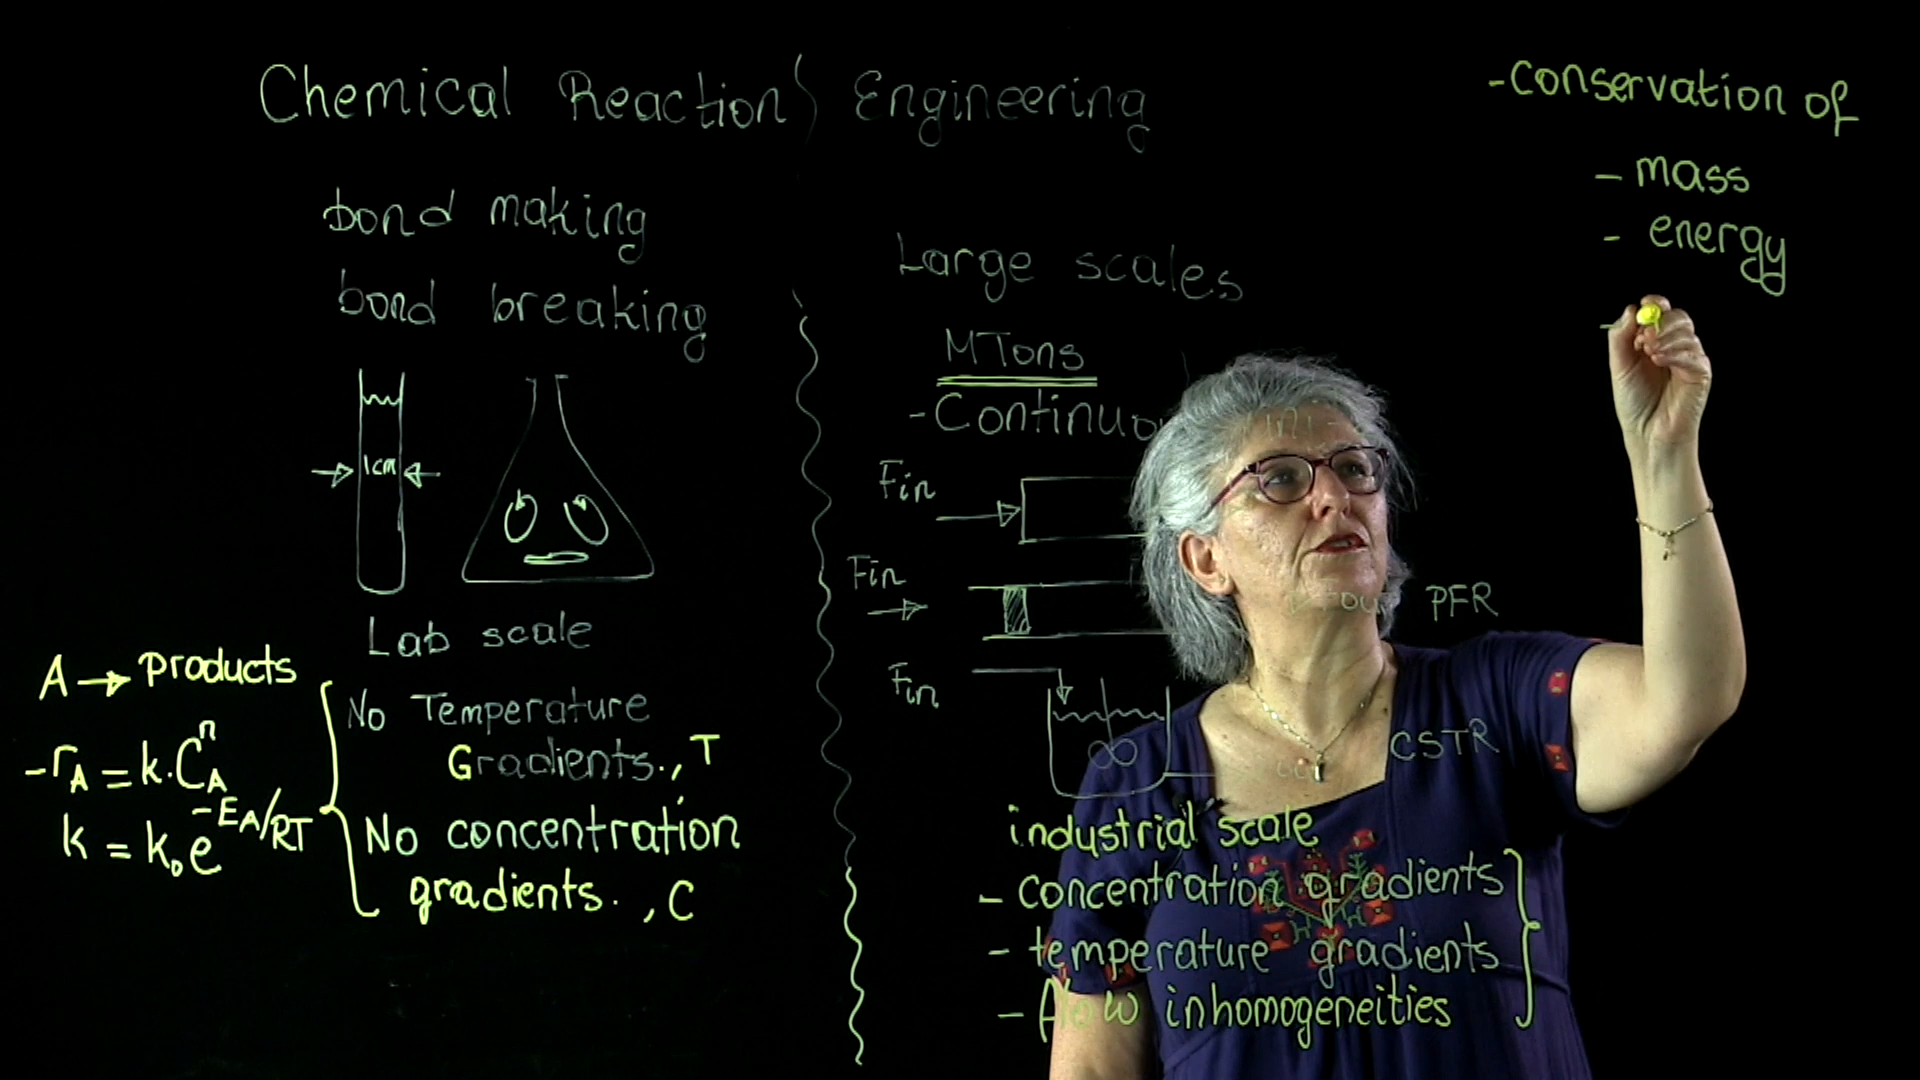 Chemical Reaction Engineering
bond making
bond breaking
1cm
Lab scale
A → products
-rA = k.CA^n
k = k₀e^-EA/RT
No Temperature
Gradients., T
No concentration
gradients. , C
Large scales
MTons
Fin
Fin
PFR
Fin
CSTR
industrial scale
- concentration gradients
- temperature gradients
- flow inhomogeneities
- conservation of
- mass
- energy
-